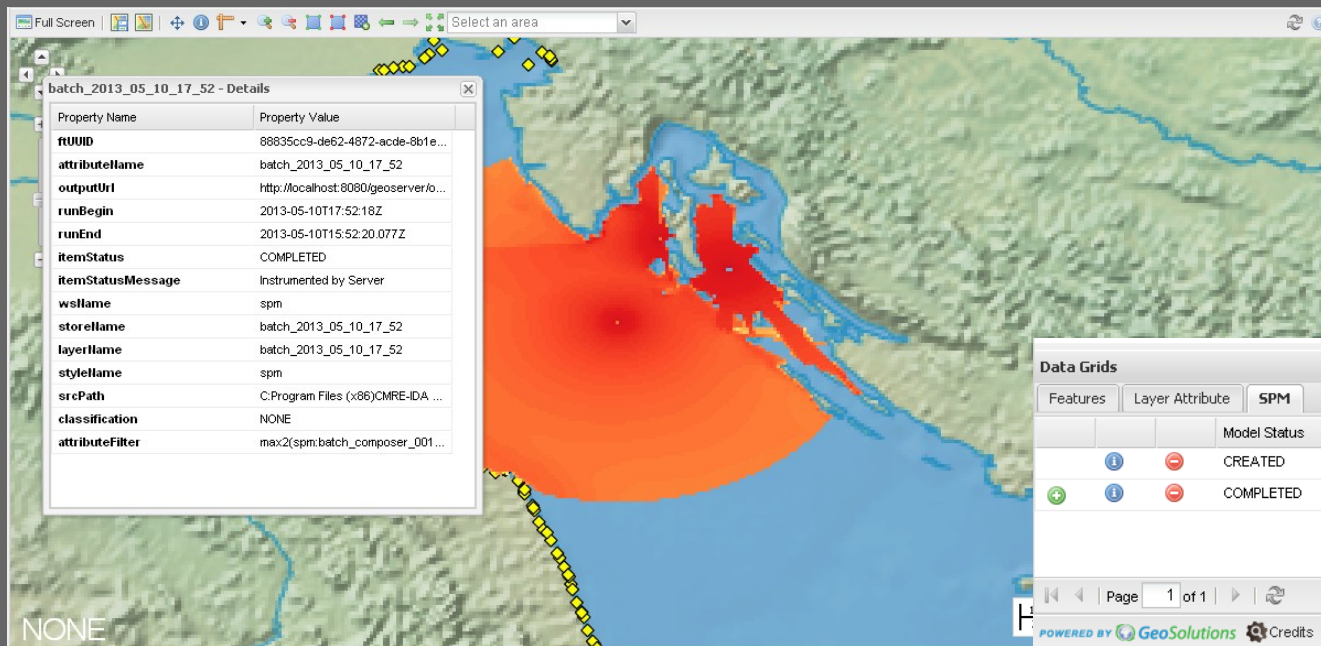 Full Screen Select an area
batch_2013_05_10_17_52 - Details
Property Name Property Value
ftUUID 88835cc9-de62-4872-acde-8b1e...
attributeName batch_2013_05_10_17_52
outputUrl http://localhost:8080/geoserver/o...
runBegin 2013-05-10T17:52:18Z
runEnd 2013-05-10T15:52:20.077Z
itemStatus COMPLETED
itemStatusMessage Instrumented by Server
wsName spm
storeName batch_2013_05_10_17_52
layerName batch_2013_05_10_17_52
styleName spm
srcPath C:Program Files (x86)CMRE-IDA ...
classification NONE
attributeFilter max2(spm:batch_composer_001...
NONE
Data Grids
Features Layer Attribute SPM
Model Status
CREATED
COMPLETED
Page 1 of 1
POWERED BY GeoSolutions Credits